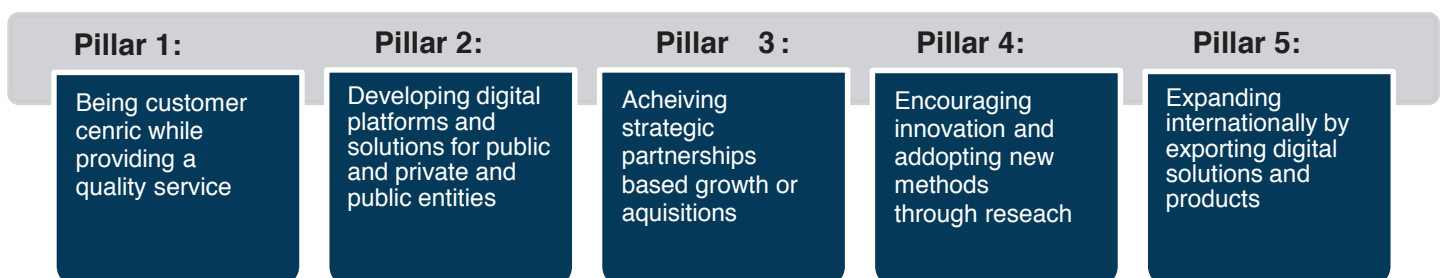 Pillar 1:
Being customer
cenric while
providing a
quality service
Pillar 2:
Developing digital
platforms and
solutions for public
and private and
public entities
Pillar 3:
Acheiving
strategic
partnerships
based growth or
aquisitions
Pillar 4:
Encouraging
innovation and
addopting new
methods
through reseach
Pillar 5:
Expanding
internationally by
exporting digital
solutions and
products